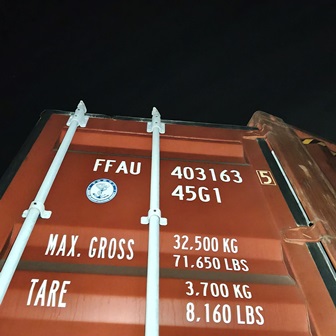 FFAU 403163 5
45G1
MAX. GROSS 32,500 KG
71,650 LBS
TARE 3,700 KG
8,160 LBS